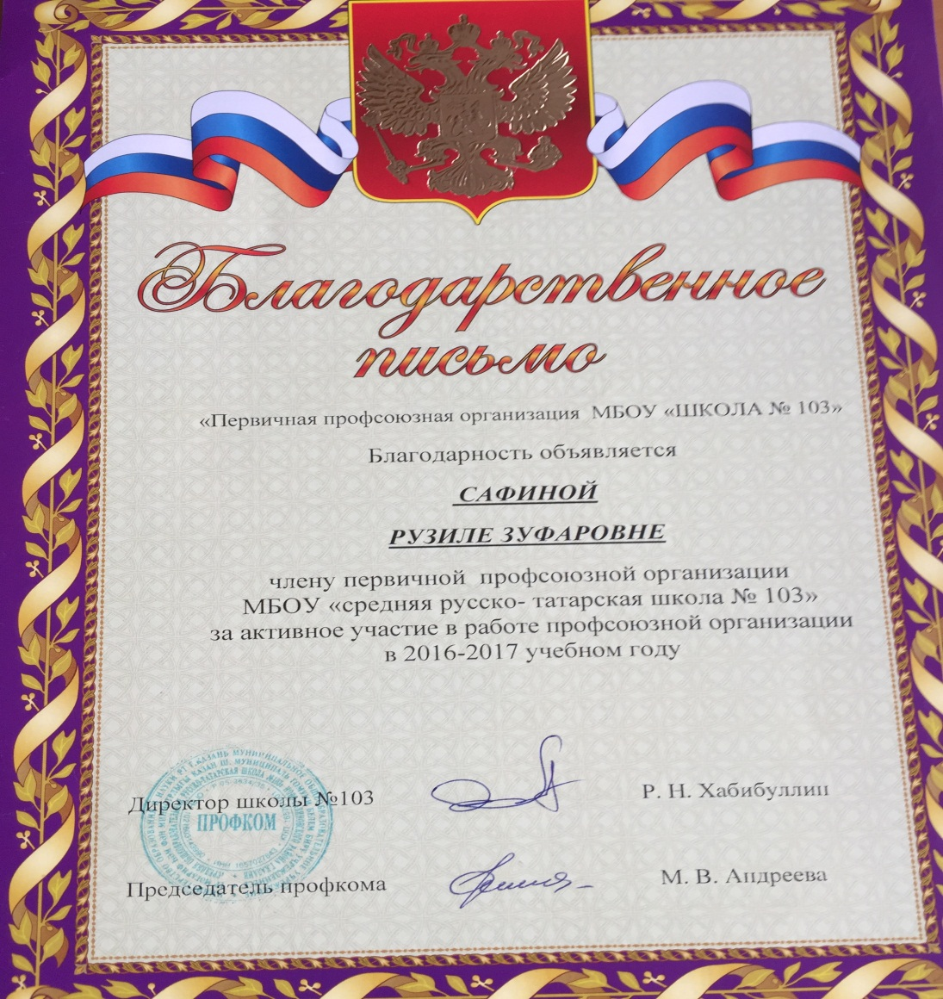 Благодарственное
письмо
«Первичная профсоюзная организация МБОУ «ШКОЛА № 103»
Благодарность объявляется
САФИНОЙ
РУЗИЛЕ ЗУФАРОВНЕ
члену первичной профсоюзной организации
МБОУ «средняя русско- татарская школа № 103»
за активное участие в работе профсоюзной организации
в 2016-2017 учебном году
Директор школы №103
Р. Н. Хабибуллин
ПРОФКОМ
Председатель профкома
М. В. Андреева